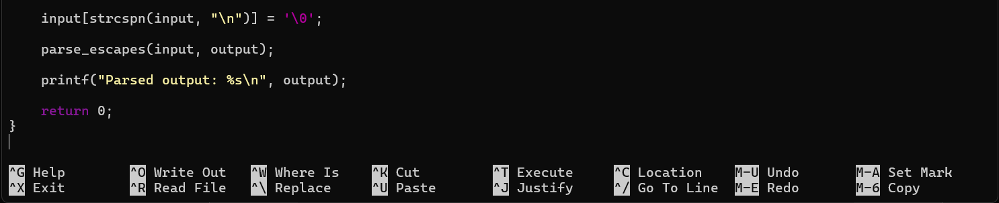 input[strcspn(input, "\n")] = '\0';
parse_escapes(input, output);
printf("Parsed output: %s\n", output);
return 0;
}
^G Help ^O Write Out ^W Where Is ^K Cut ^T Execute ^C Location M-U Undo M-A Set Mark
^X Exit ^R Read File ^\ Replace ^U Paste ^J Justify ^/ Go To Line M-E Redo M-6 Copy